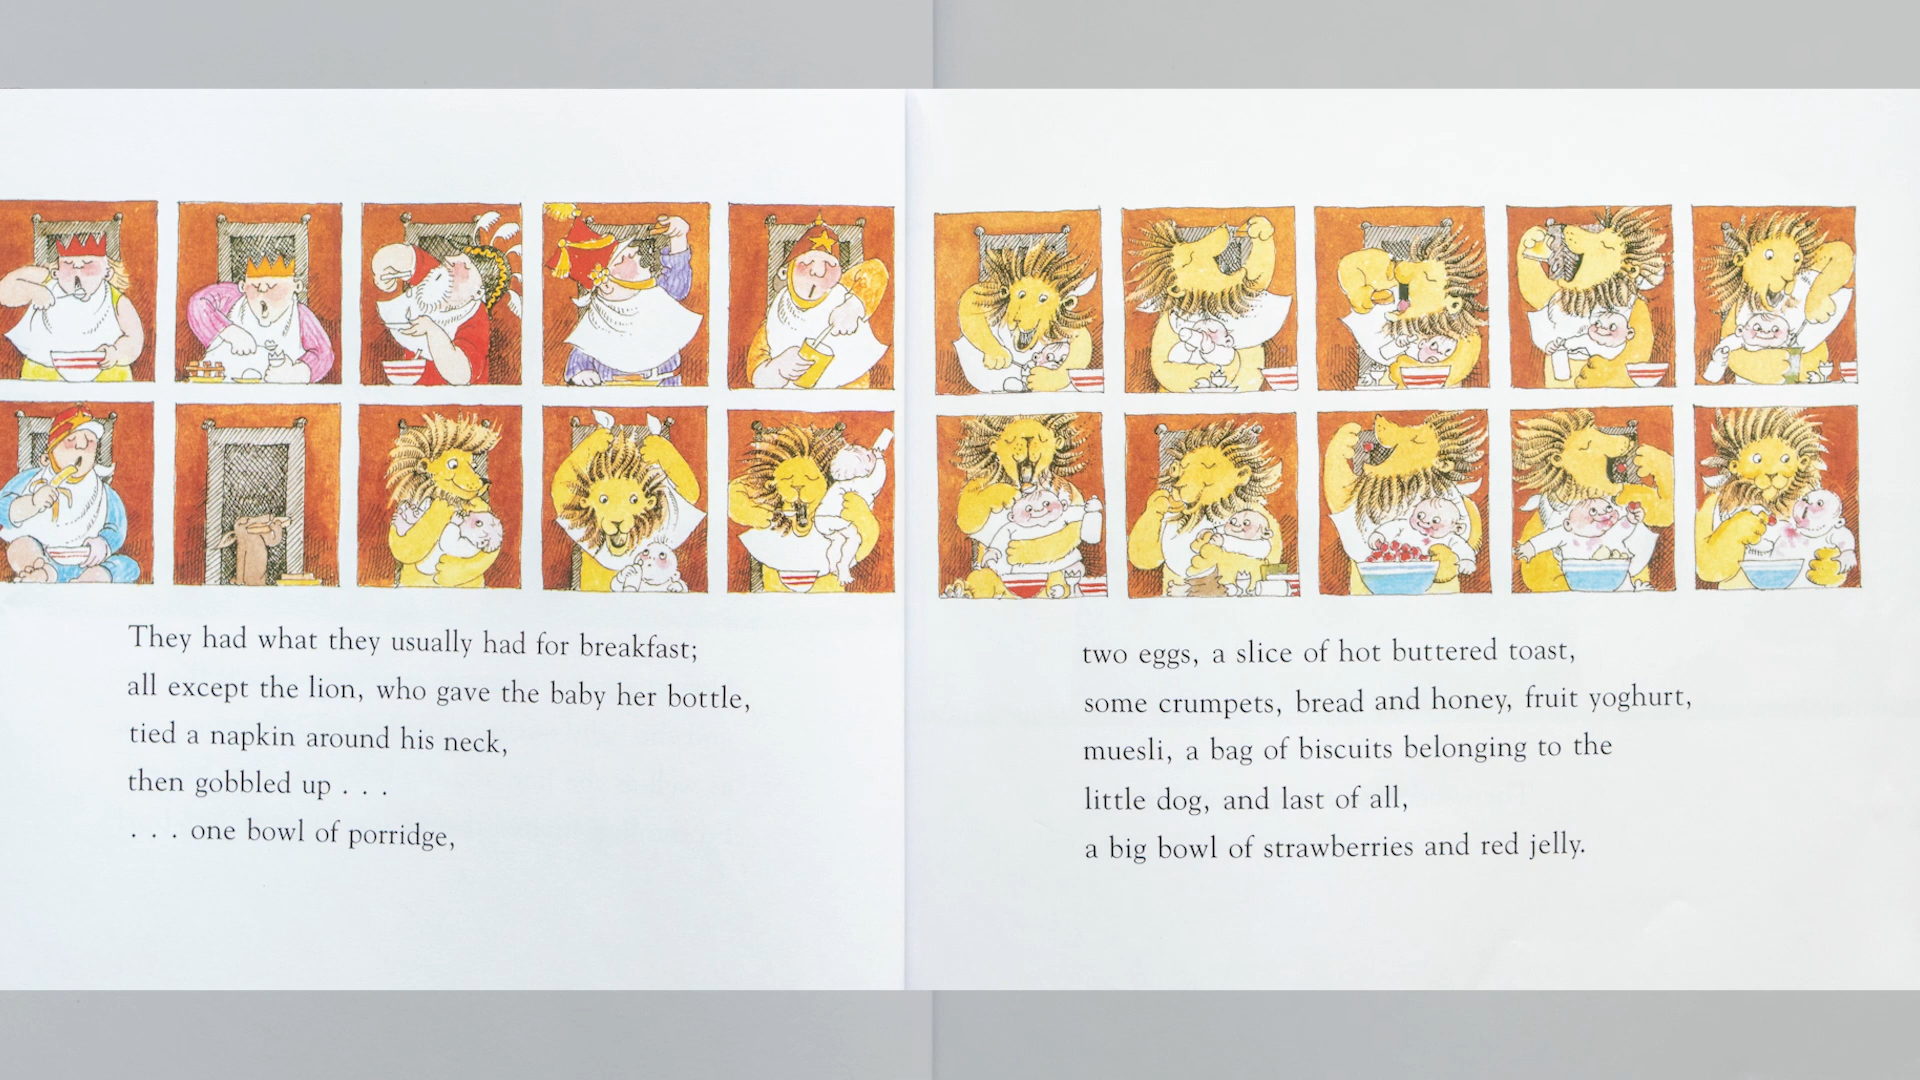 They had what they usually had for breakfast;
all except the lion, who gave the baby her bottle,
tied a napkin around his neck,
then gobbled up . . .
. . . one bowl of porridge,
two eggs, a slice of hot buttered toast,
some crumpets, bread and honey, fruit yoghurt,
muesli, a bag of biscuits belonging to the
little dog, and last of all,
a big bowl of strawberries and red jelly.